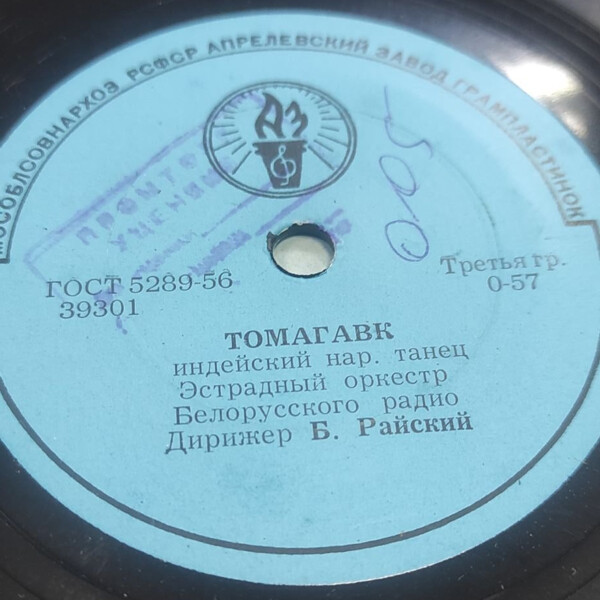 МОСОБЛСОВНАРХОЗ РСФСР АПРЕЛЕВСКИЙ ЗАВОД ГРАМПЛАСТИНОК
АЗ
ГОСТ 5289-56
39301
Третья гр.
0-57
ТОМАГАВК
индейский нар. танец
Эстрадный оркестр
Белорусского радио
Дирижер Б. Райский